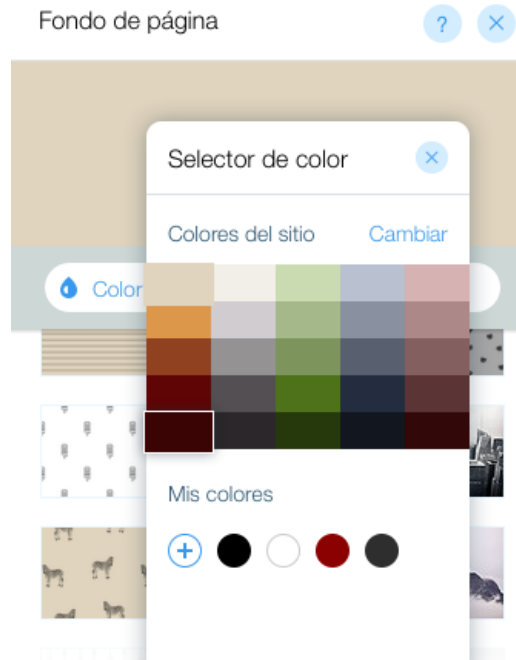 Fondo de página
?
Selector de color
Colores del sitio
Cambiar
Color
Mis colores